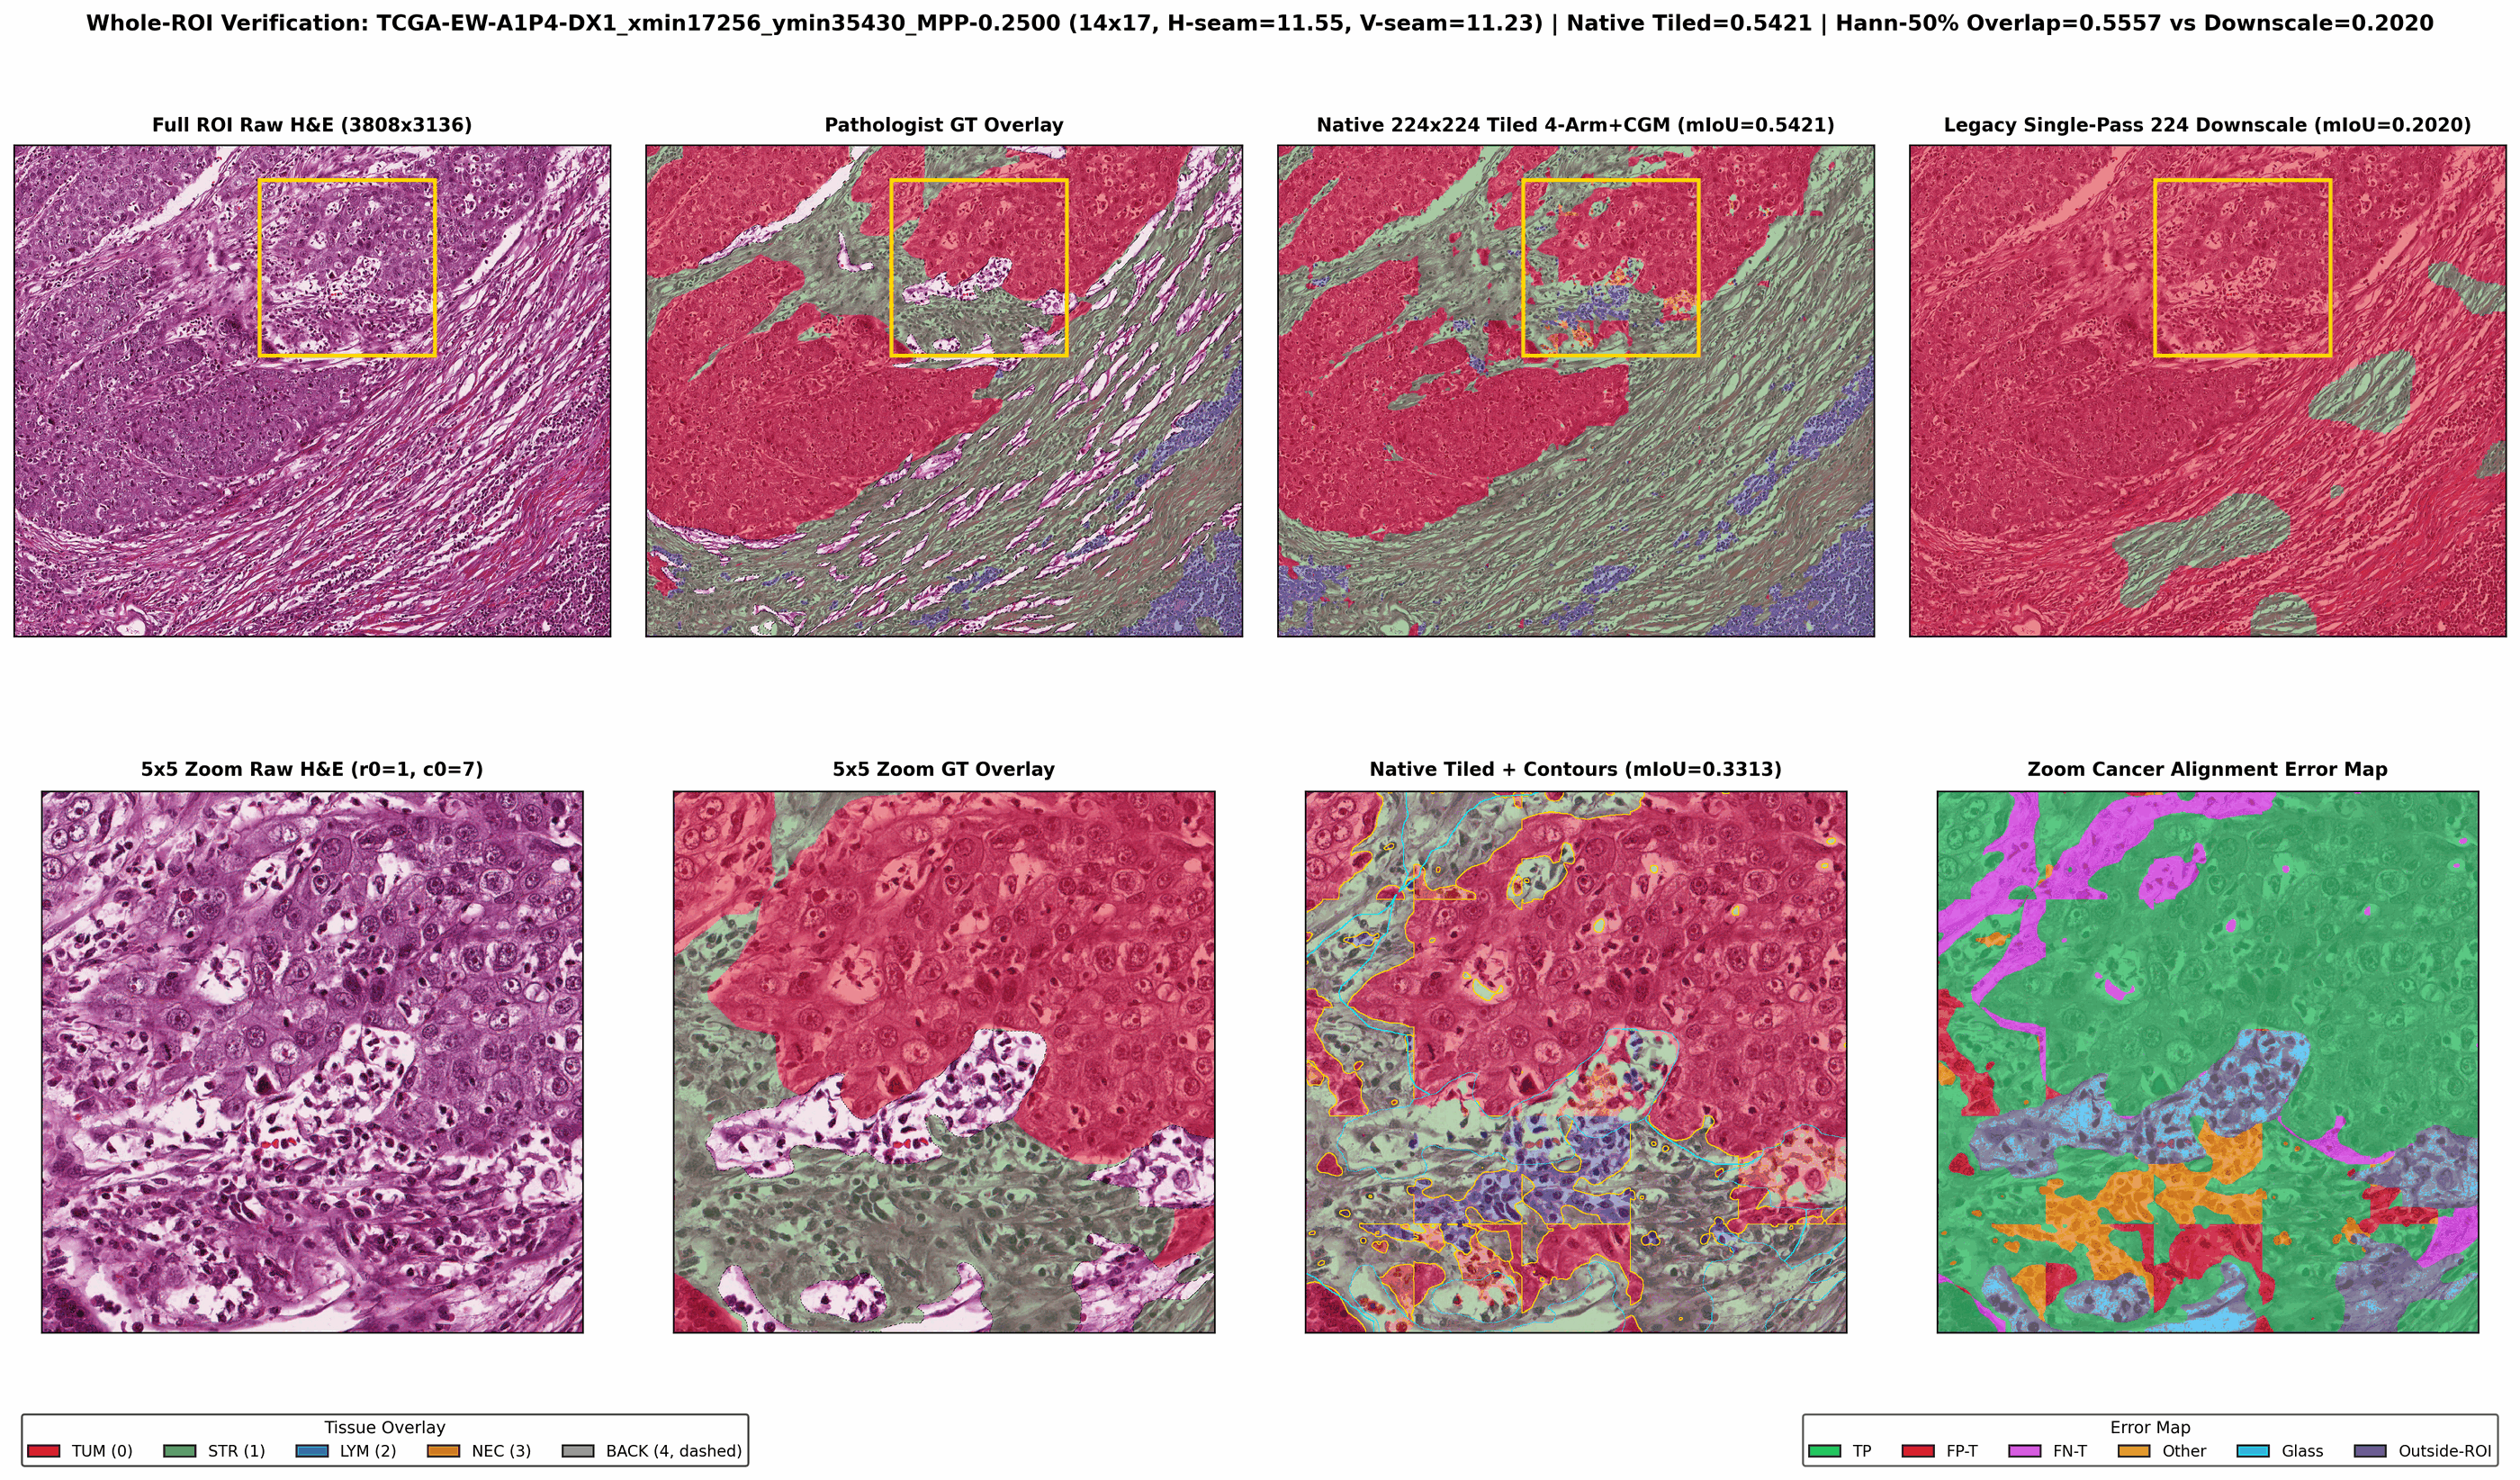 Whole-ROI Verification: TCGA-EW-A1P4-DX1_xmin17256_ymin35430_MPP-0.2500 (14x17, H-seam=11.55, V-seam=11.23) | Native Tiled=0.5421 | Hann-50% Overlap=0.5557 vs Downscale=0.2020
Full ROI Raw H&E (3808x3136)
Pathologist GT Overlay
Native 224x224 Tiled 4-Arm+CGM (mIoU=0.5421)
Legacy Single-Pass 224 Downscale (mIoU=0.2020)
5x5 Zoom Raw H&E (r0=1, c0=7)
5x5 Zoom GT Overlay
Native Tiled + Contours (mIoU=0.3313)
Zoom Cancer Alignment Error Map
Tissue Overlay
TUM (0) STR (1) LYM (2) NEC (3) BACK (4, dashed)
Error Map
TP FP-T FN-T Other Glass Outside-ROI